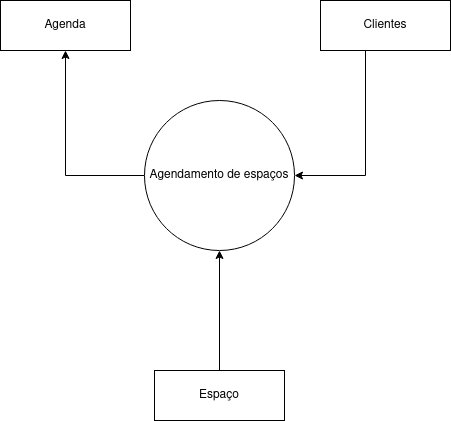 Agenda
Clientes
Agendamento de espaços
Espaço